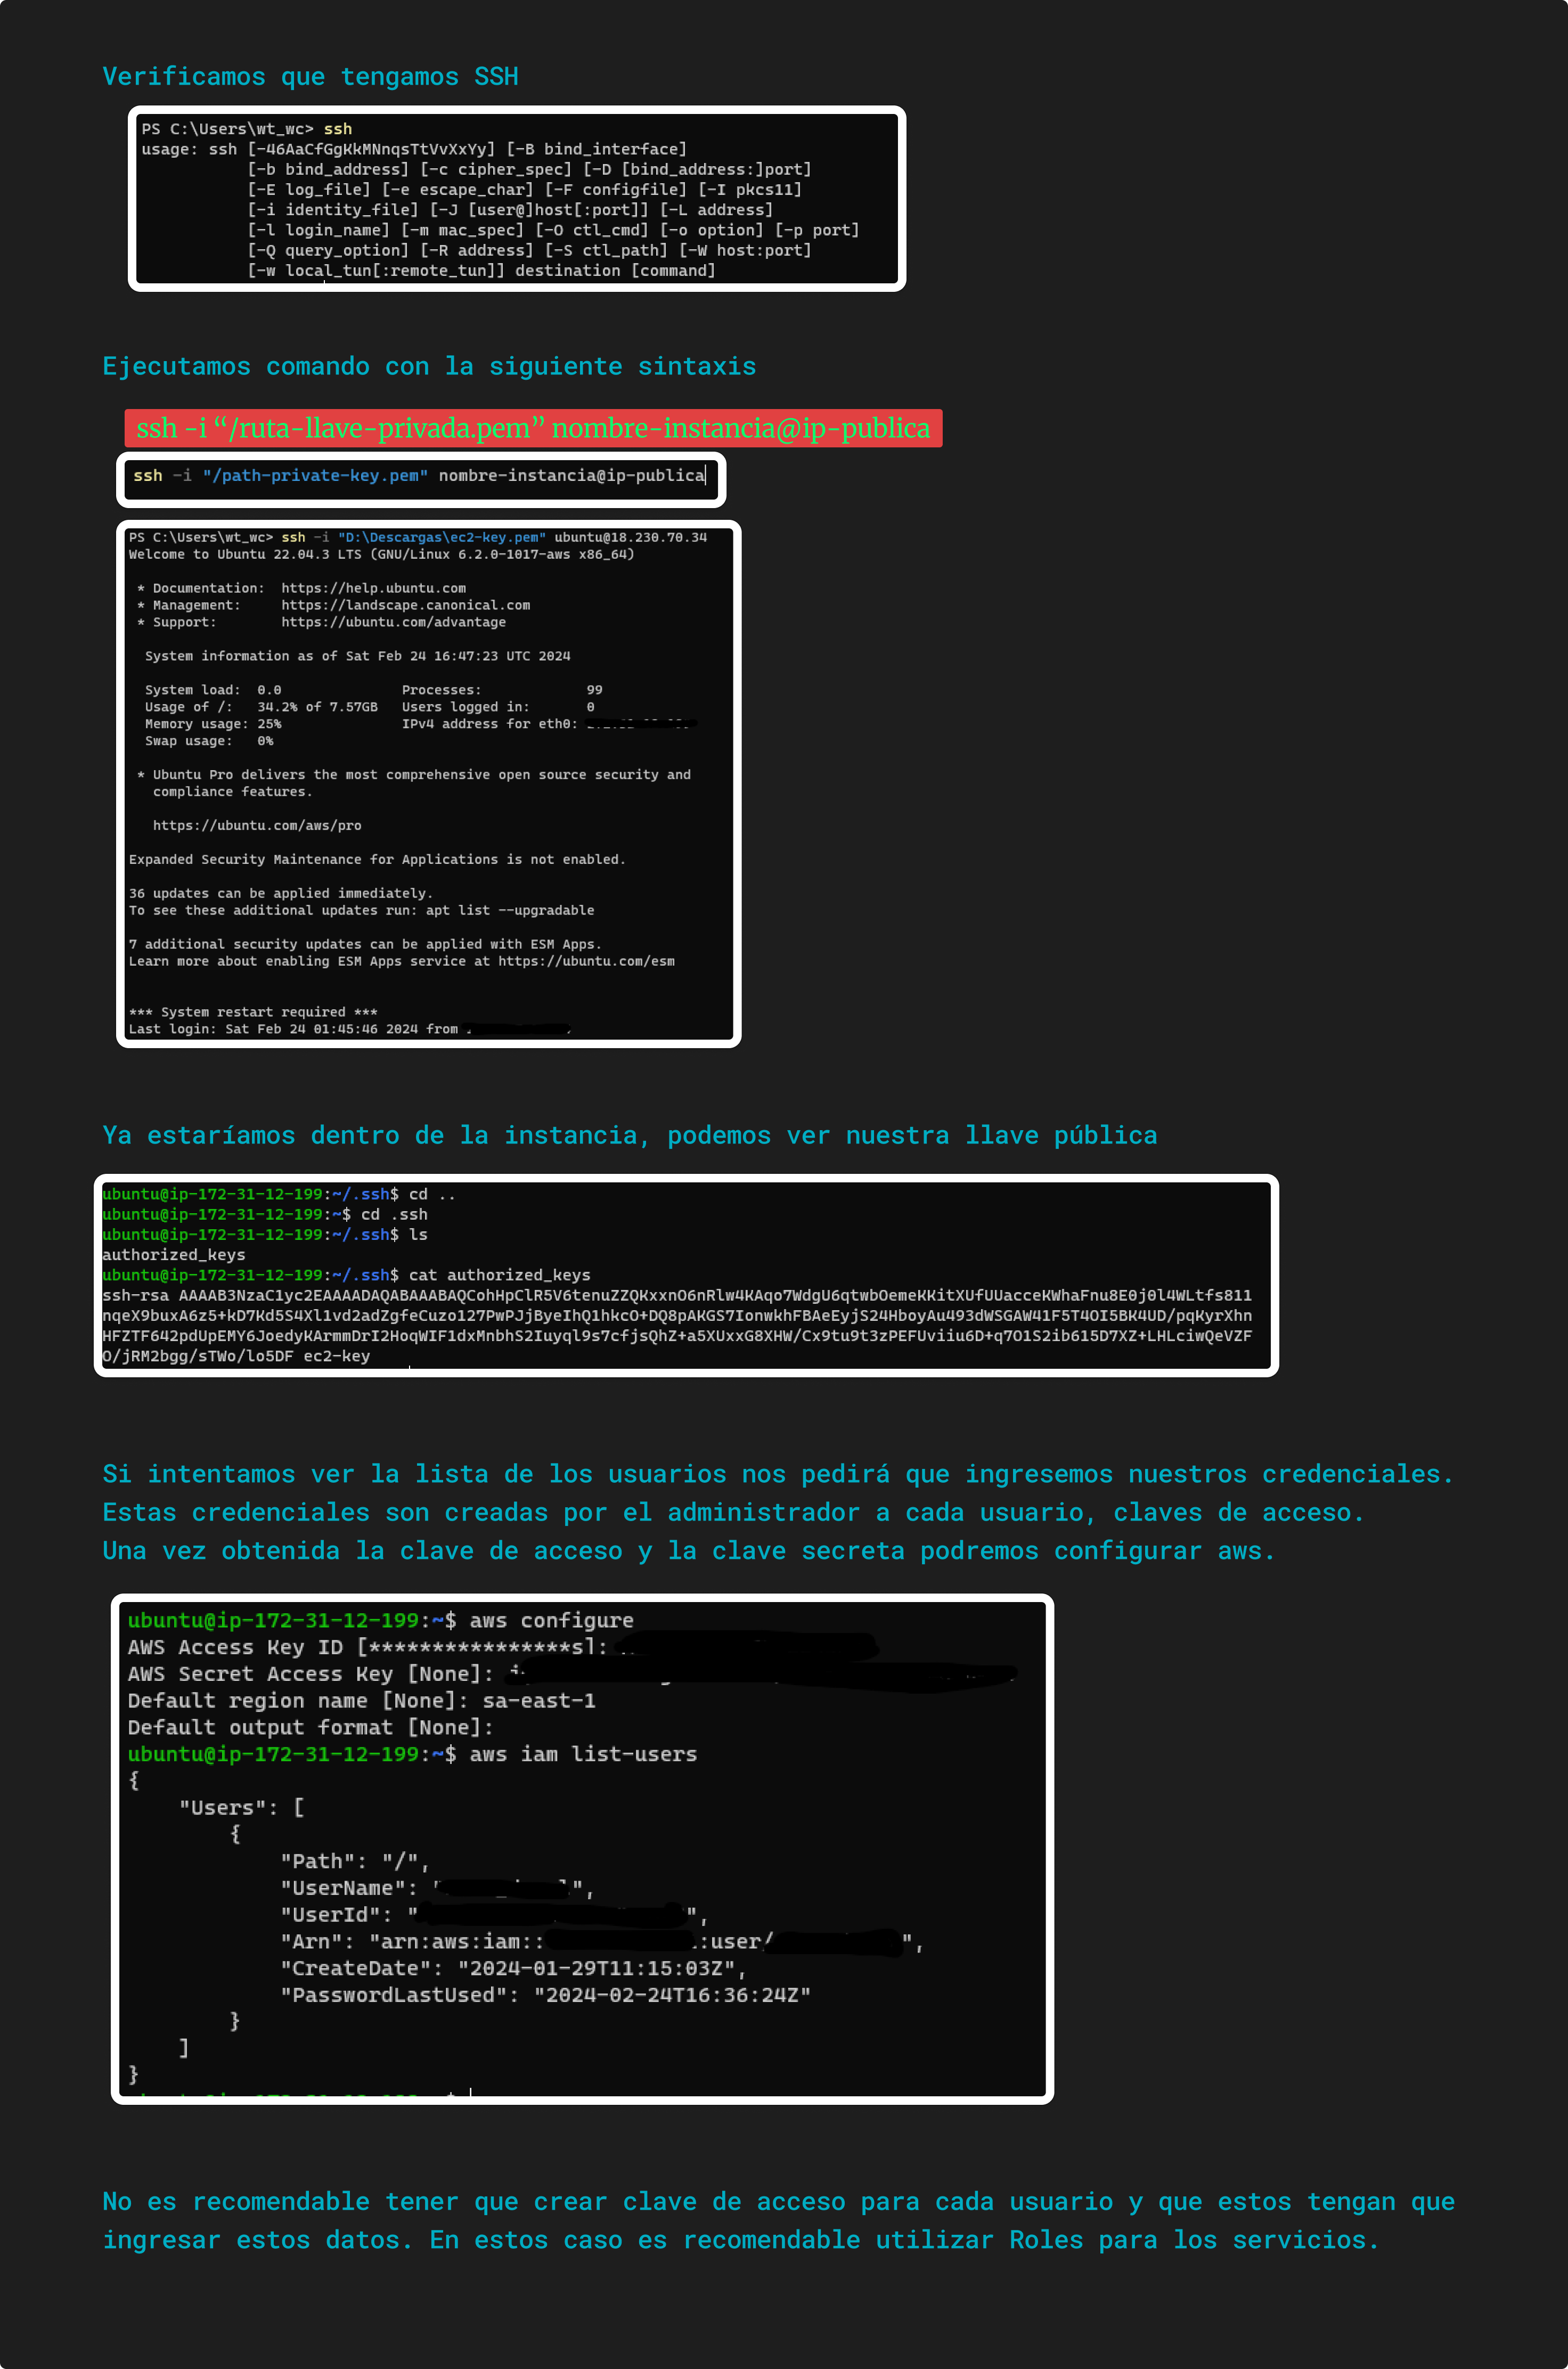 Verificamos que tengamos SSH
PS C:\Users\wt_wc> ssh
usage: ssh [-46AaCfGgKkMNnqsTtVvXxYy] [-B bind_interface]
[-b bind_address] [-c cipher_spec] [-D [bind_address:]port]
[-E log_file] [-e escape_char] [-F configfile] [-I pkcs11]
[-i identity_file] [-J [user@]host[:port]] [-L address]
[-l login_name] [-m mac_spec] [-O ctl_cmd] [-o option] [-p port]
[-Q query_option] [-R address] [-S ctl_path] [-W host:port]
[-w local_tun[:remote_tun]] destination [command]
Ejecutamos comando con la siguiente sintaxis
ssh -i “/ruta-llave-privada.pem” nombre-instancia@ip-publica
ssh -i "/path-private-key.pem" nombre-instancia@ip-publica
PS C:\Users\wt_wc> ssh -i "D:\Descargas\ec2-key.pem" ubuntu@18.230.70.34
Welcome to Ubuntu 22.04.3 LTS (GNU/Linux 6.2.0-1017-aws x86_64)
* Documentation: https://help.ubuntu.com
* Management: https://landscape.canonical.com
* Support: https://ubuntu.com/advantage
System information as of Sat Feb 24 16:47:23 UTC 2024
System load: 0.0 Processes: 99
Usage of /: 34.2% of 7.57GB Users logged in: 0
Memory usage: 25% IPv4 address for eth0:
Swap usage: 0%
* Ubuntu Pro delivers the most comprehensive open source security and
compliance features.
https://ubuntu.com/aws/pro
Expanded Security Maintenance for Applications is not enabled.
36 updates can be applied immediately.
To see these additional updates run: apt list --upgradable
7 additional security updates can be applied with ESM Apps.
Learn more about enabling ESM Apps service at https://ubuntu.com/esm
*** System restart required ***
Last login: Sat Feb 24 01:45:46 2024 from
Ya estaríamos dentro de la instancia, podemos ver nuestra llave pública
ubuntu@ip-172-31-12-199:~/.ssh$ cd ..
ubuntu@ip-172-31-12-199:~$ cd .ssh
ubuntu@ip-172-31-12-199:~/.ssh$ ls
authorized_keys
ubuntu@ip-172-31-12-199:~/.ssh$ cat authorized_keys
ssh-rsa AAAAB3NzaC1yc2EAAAADAQABAAABAQCohHpClR5V6tenuZZQKxxnO6nRlw4KAqo7WdgU6qtwbOemeKKitXUfUUacceKWhaFnu8E0j0l4WLtfs811
nqeX9buxA6z5+kD7Kd5S4Xl1vd2adZgfeCuzo127PwPJjByeIhQ1hkcO+DQ8pAKGS7IonwkhFBAeEyjS24HboyAu493dWSGAW41F5T4OI5BK4UD/pqKyrXhn
HFZTF642pdUpEMY6JoedyKArmmDrI2HoqWIF1dxMnbhS2Iuyql9s7cfjsQhZ+a5XUxxG8XHW/Cx9tu9t3zPEFUviiu6D+q7O1S2ib615D7XZ+LHLciwQeVZF
O/jRM2bgg/sTWo/lo5DF ec2-key
Si intentamos ver la lista de los usuarios nos pedirá que ingresemos nuestros credenciales.
Estas credenciales son creadas por el administrador a cada usuario, claves de acceso.
Una vez obtenida la clave de acceso y la clave secreta podremos configurar aws.
ubuntu@ip-172-31-12-199:~$ aws configure
AWS Access Key ID [****************s]:
AWS Secret Access Key [None]:
Default region name [None]: sa-east-1
Default output format [None]:
ubuntu@ip-172-31-12-199:~$ aws iam list-users
{
"Users": [
{
"Path": "/",
"UserName": "",
"UserId": "",
"Arn": "arn:aws:iam:: :user/ ",
"CreateDate": "2024-01-29T11:15:03Z",
"PasswordLastUsed": "2024-02-24T16:36:24Z"
}
]
}
No es recomendable tener que crear clave de acceso para cada usuario y que estos tengan que
ingresar estos datos. En estos caso es recomendable utilizar Roles para los servicios.